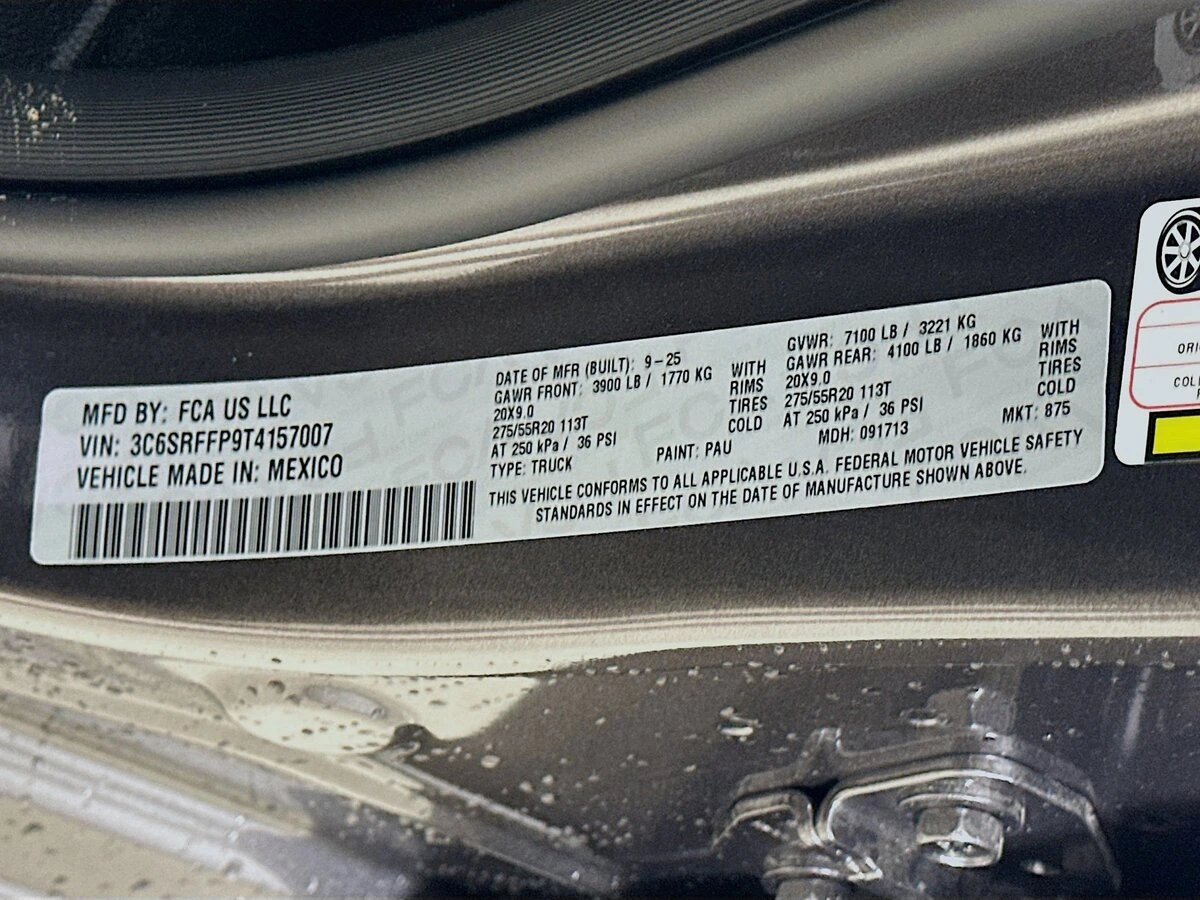 MFD BY: FCA US LLC
VIN: 3C6SRFFP9T4157007
VEHICLE MADE IN: MEXICO
DATE OF MFR (BUILT): 9-25
GAWR FRONT: 3900 LB / 1770 KG WITH
20X9.0 RIMS
275/55R20 113T TIRES
AT 250 kPa / 36 PSI COLD
TYPE: TRUCK PAINT: PAU
GVWR: 7100 LB / 3221 KG
GAWR REAR: 4100 LB / 1860 KG WITH
20X9.0 RIMS
275/55R20 113T TIRES
AT 250 kPa / 36 PSI COLD
MDH: 091713 MKT: 875
THIS VEHICLE CONFORMS TO ALL APPLICABLE U.S.A. FEDERAL MOTOR VEHICLE SAFETY
STANDARDS IN EFFECT ON THE DATE OF MANUFACTURE SHOWN ABOVE.